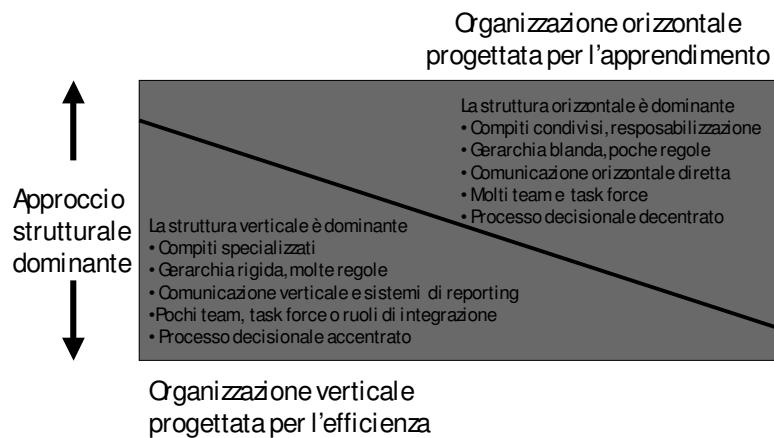 Organizzazione orizzontale
progettata per l'apprendimento
La struttura orizzontale è dominante
• Compiti condivisi, resposabilizzazione
• Gerarchia blanda, poche regole
• Comunicazione orizzontale diretta
• Molti team e task force
• Processo decisionale decentrato
Approccio
strutturale
dominante
La struttura verticale è dominante
• Compiti specializzati
• Gerarchia rigida, molte regole
• Comunicazione verticale e sistemi di reporting
•Pochi team, task force o ruoli di integrazione
• Processo decisionale accentrato
Organizzazione verticale
progettata per l'efficienza